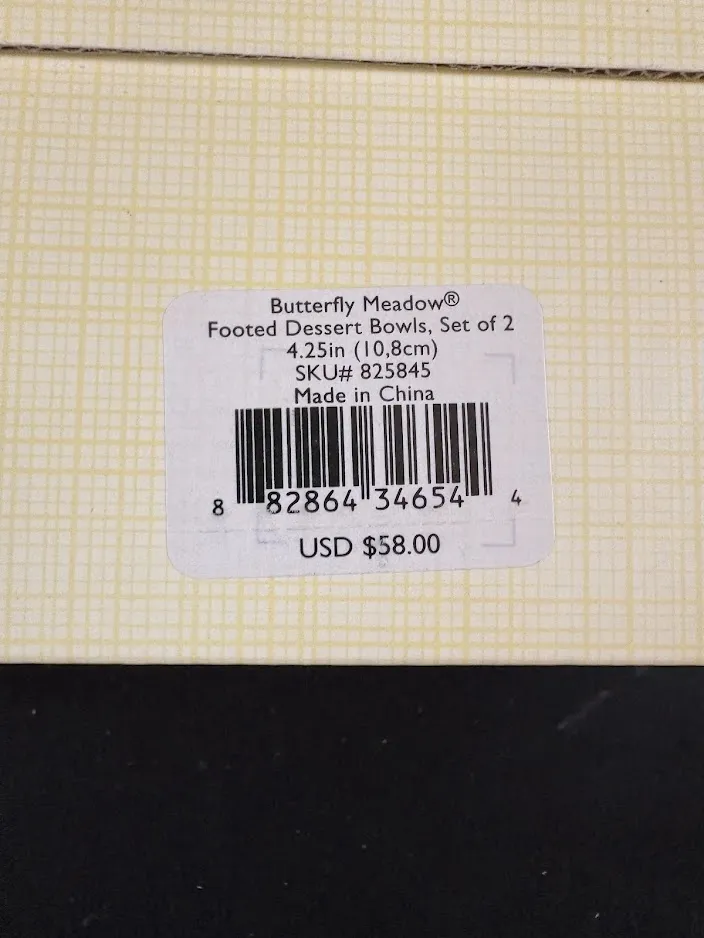 Butterfly Meadow®
Footed Dessert Bowls, Set of 2
4.25in (10,8cm)
SKU# 825845
Made in China
8 82864 34654 4
USD $58.00